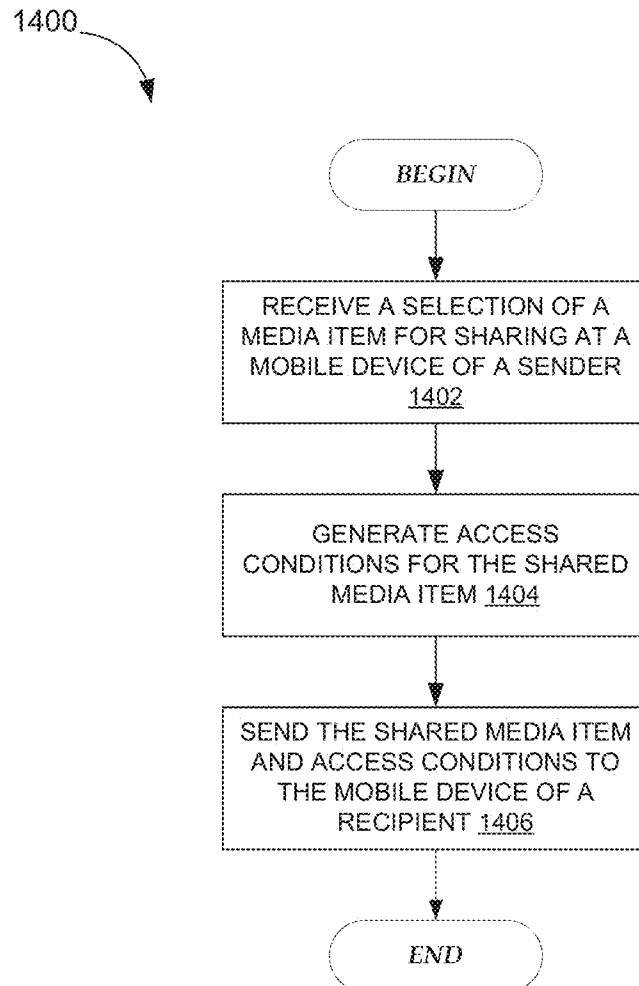 1400
BEGIN
RECEIVE A SELECTION OF A
MEDIA ITEM FOR SHARING AT A
MOBILE DEVICE OF A SENDER
1402
GENERATE ACCESS
CONDITIONS FOR THE SHARED
MEDIA ITEM 1404
SEND THE SHARED MEDIA ITEM
AND ACCESS CONDITIONS TO
THE MOBILE DEVICE OF A
RECIPIENT 1406
END